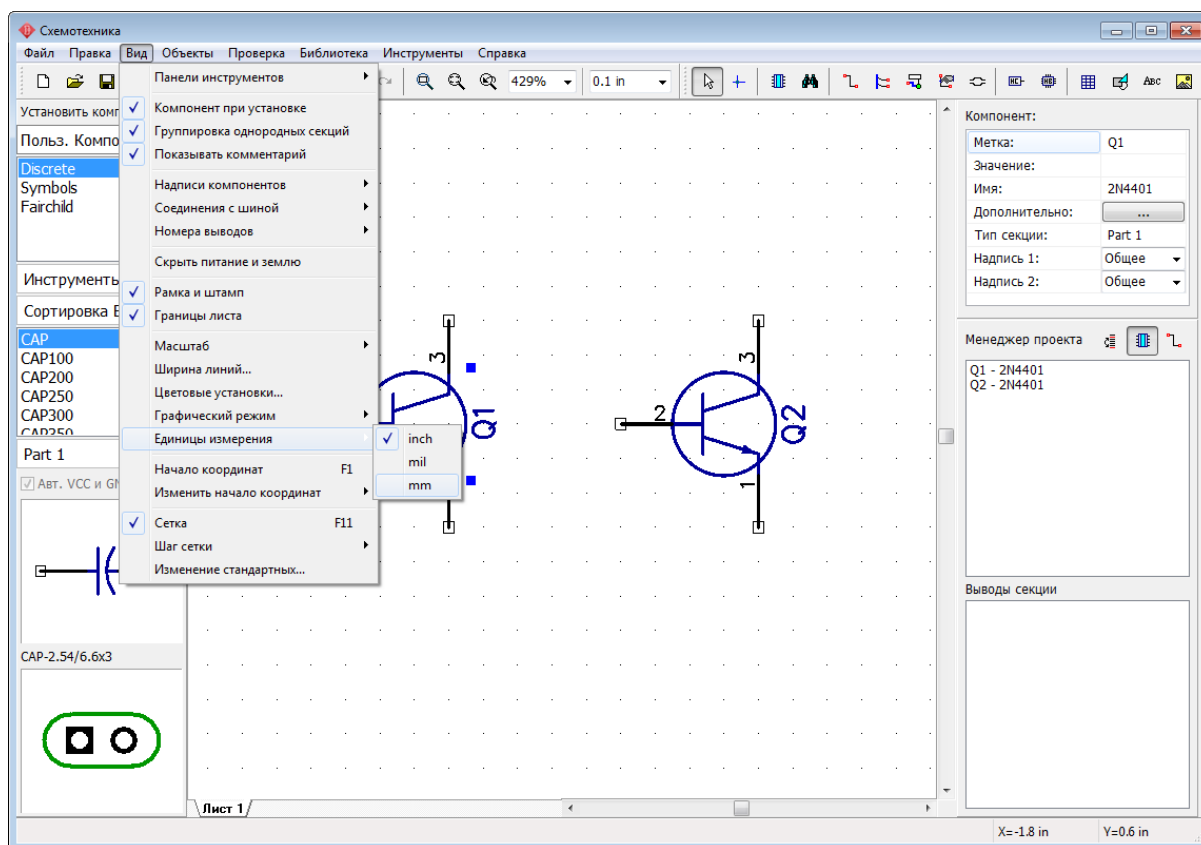 Схемотехника
Файл Правка Вид Объекты Проверка Библиотека Инструменты Справка
429% 0.1 in
Установить
Польз.
Discrete
Symbols
Fairchild
Инструменты
Сортировка
CAP
CAP100
CAP200
CAP250
CAP300
CAP350
Part 1
Авт. VCC и
CAP-2.54/6.6x3
Панели инструментов
Компонент при установке
Группировка однородных секций
Показывать комментарий
Надписи компонентов
Соединения с шиной
Номера выводов
Скрыть питание и землю
Рамка и штамп
Границы листа
Масштаб
Ширина линий...
Цветовые установки...
Графический режим
Единицы измерения
Начало координат F1
Изменить начало координат
Сетка F11
Шаг сетки
Изменение стандартных...
inch
mil
mm
3
Q1
3
2
Q2
1
Лист 1
Компонент:
Метка: Q1
Значение:
Имя: 2N4401
Дополнительно: ...
Тип секции: Part 1
Надпись 1: Общее
Надпись 2: Общее
Менеджер проекта
Q1 - 2N4401
Q2 - 2N4401
Выводы секции
X=-1.8 in Y=0.6 in